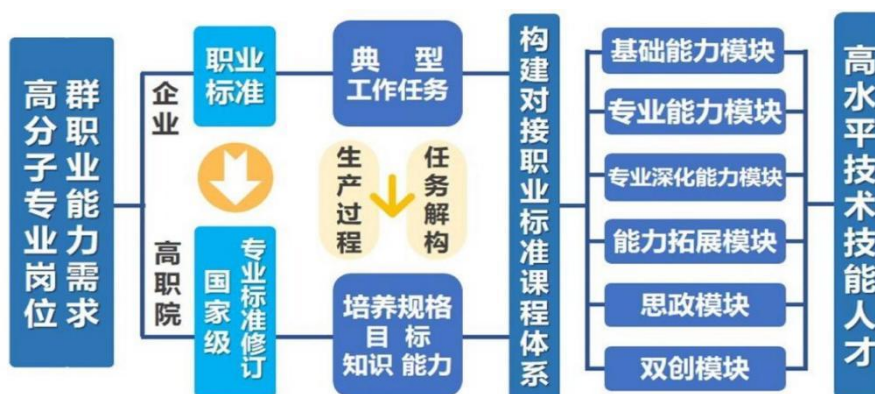 高分子专业岗位
群职业能力需求
企业
高职院
职业
标准
国家级
专业标准修订
典 型
工作任务
生产过程
任务解构
培养规格
目 标
知识 能力
构建对接职业标准课程体系
基础能力模块
专业能力模块
专业深化能力模块
能力拓展模块
思政模块
双创模块
高水平技术技能人才